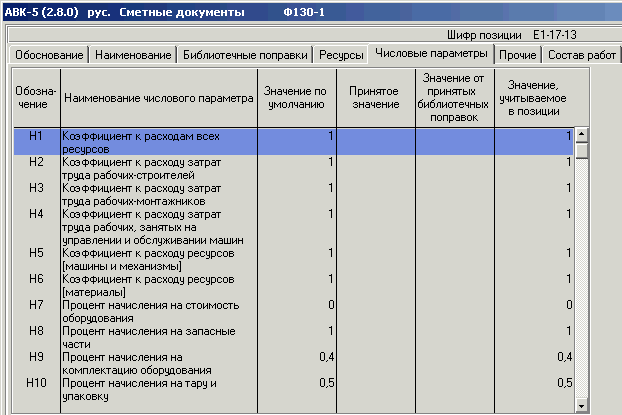 АВК-5 (2.8.0) рус. Сметные документы Ф130-1
Шифр позиции Е1-17-13
Обоснование Наименование Библиотечные поправки Ресурсы Числовые параметры Прочие Состав работ
Обозна-
чение
Наименование числового параметра
Значение по
умолчанию
Принятое
значение
Значение от
принятых
библиотечных
поправок
Значение,
учитываемое
в позиции
Н1 Коэффициент к расходам всех 1 1
ресурсов
Н2 Коэффициент к расходу затрат 1 1
труда рабочих-строителей
Н3 Коэффициент к расходу затрат 1 1
труда рабочих-монтажников
Н4 Коэффициент к расходу затрат 1 1
труда рабочих, занятых на
управлении и обслуживании машин
Н5 Коэффициент к расходу ресурсов 1 1
[машины и механизмы]
Н6 Коэффициент к расходу ресурсов 1 1
[материалы]
Н7 Процент начисления на стоимость 0 0
оборудования
Н8 Процент начисления на запасные 1 1
части
Н9 Процент начисления на 0,4 0,4
комплектацию оборудования
Н10 Процент начисления на тару и 0,5 0,5
упаковку